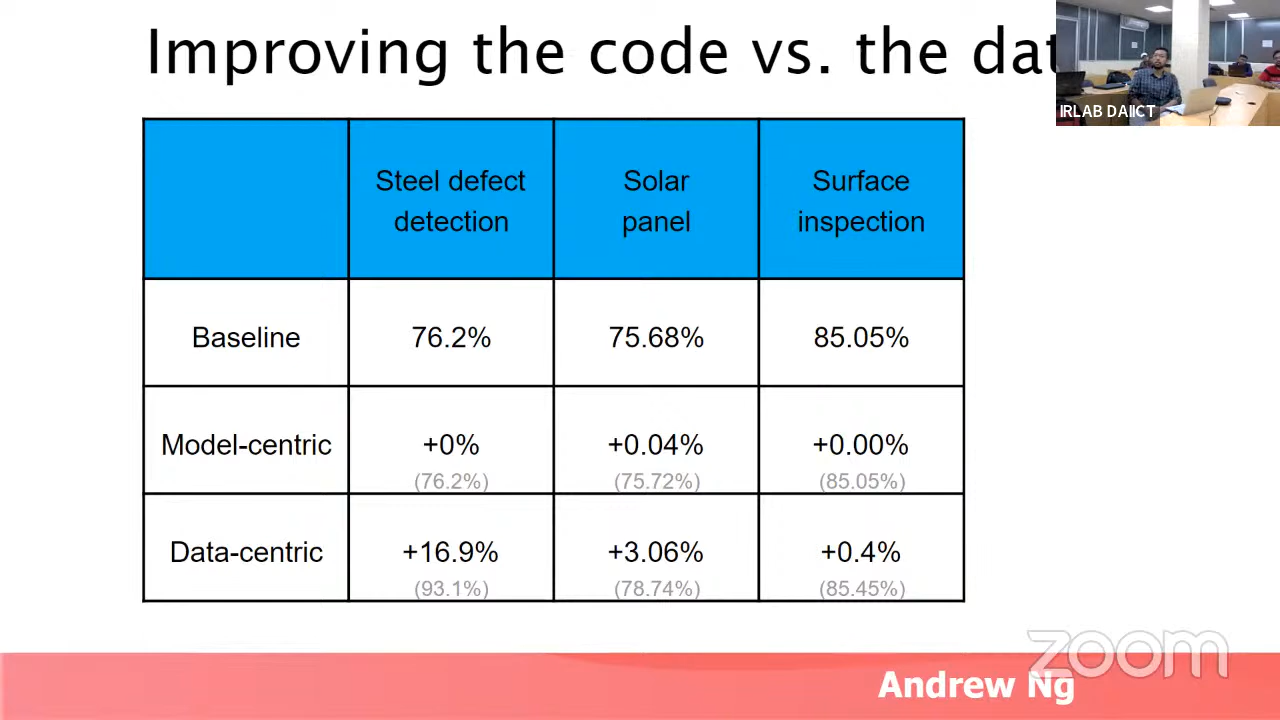 Improving the code vs. the dat
IRLAB DAIICT
Steel defect
detection
Solar
panel
Surface
inspection
Baseline
76.2%
75.68%
85.05%
Model-centric
+0%
(76.2%)
+0.04%
(75.72%)
+0.00%
(85.05%)
Data-centric
+16.9%
(93.1%)
+3.06%
(78.74%)
+0.4%
(85.45%)
zoom
Andrew Ng